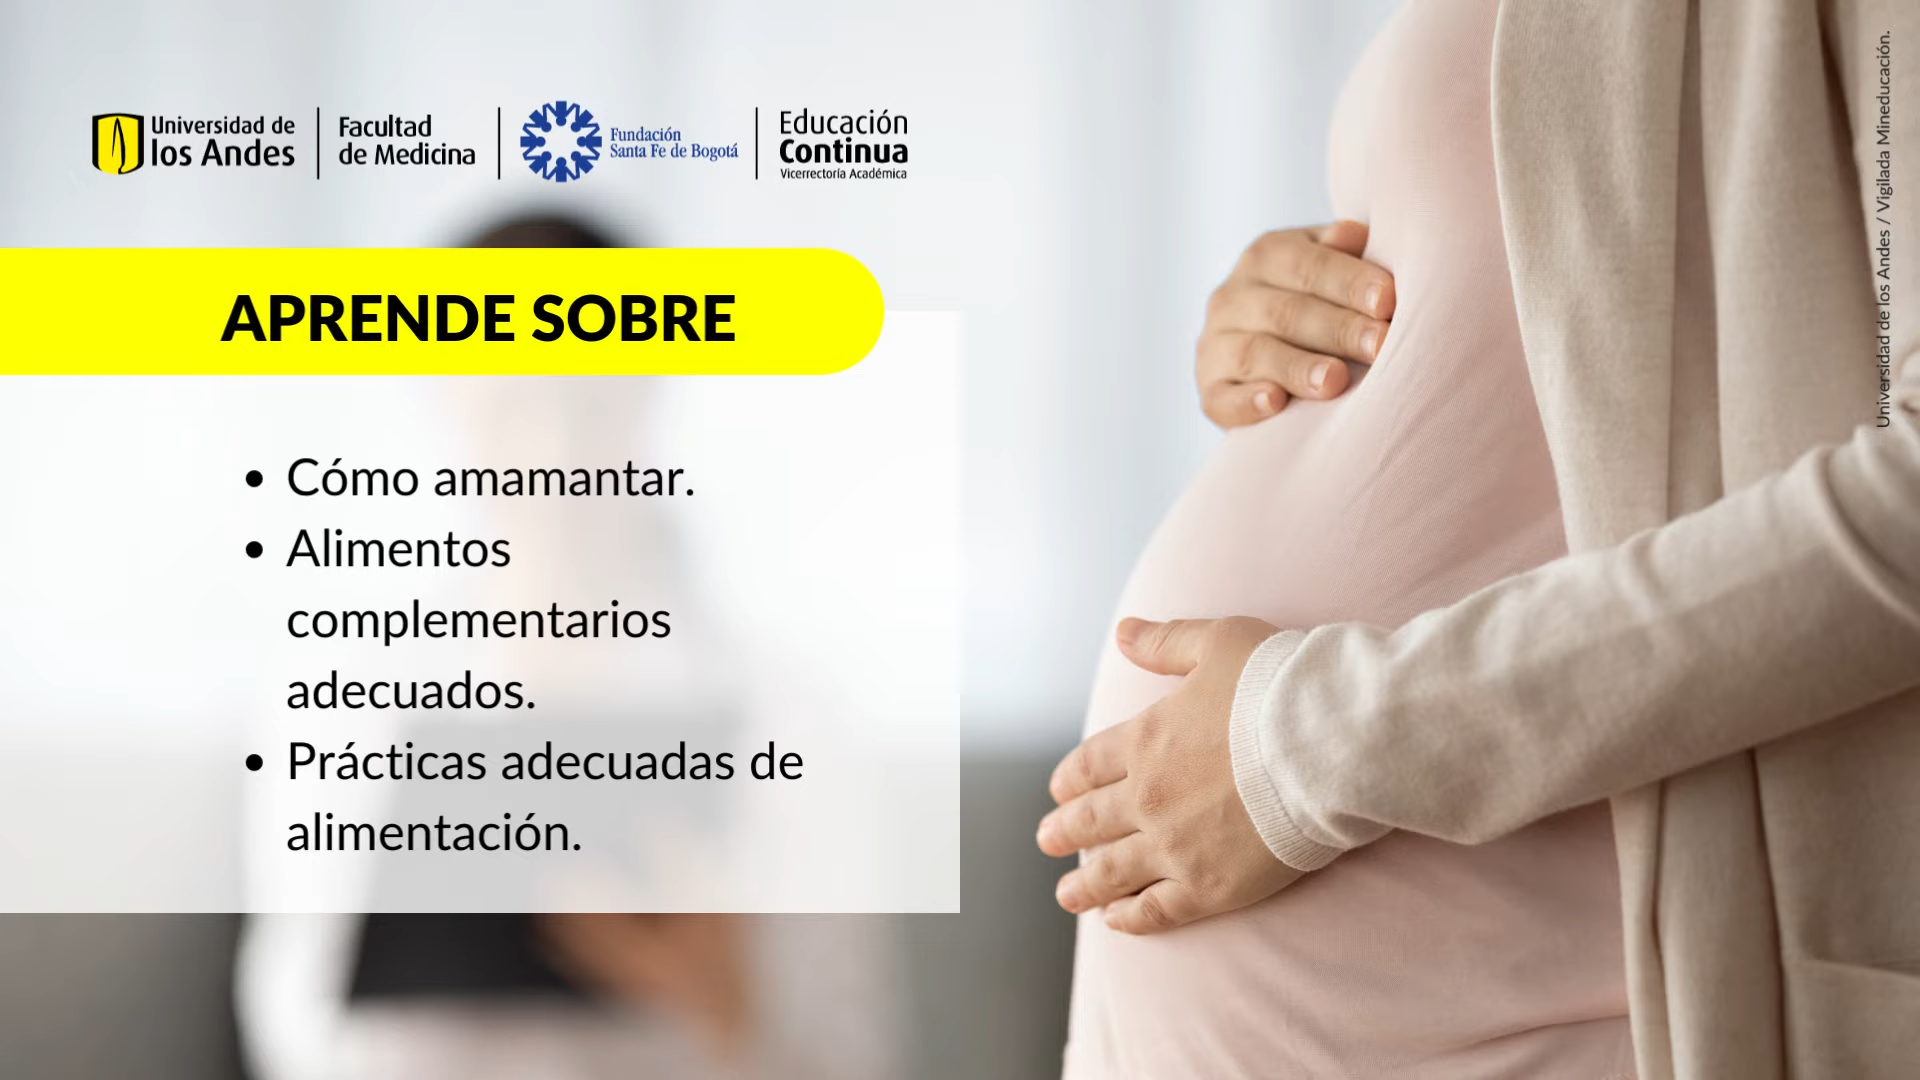 Universidad de
los Andes
Facultad
de Medicina
Fundación
Santa Fe de Bogotá
Educación
Continua
Vicerrectoría Académica
APRENDE SOBRE
• Cómo amamantar.
• Alimentos
complementarios
adecuados.
• Prácticas adecuadas de
alimentación.
Universidad de los Andes / Vigilada Mineducación.